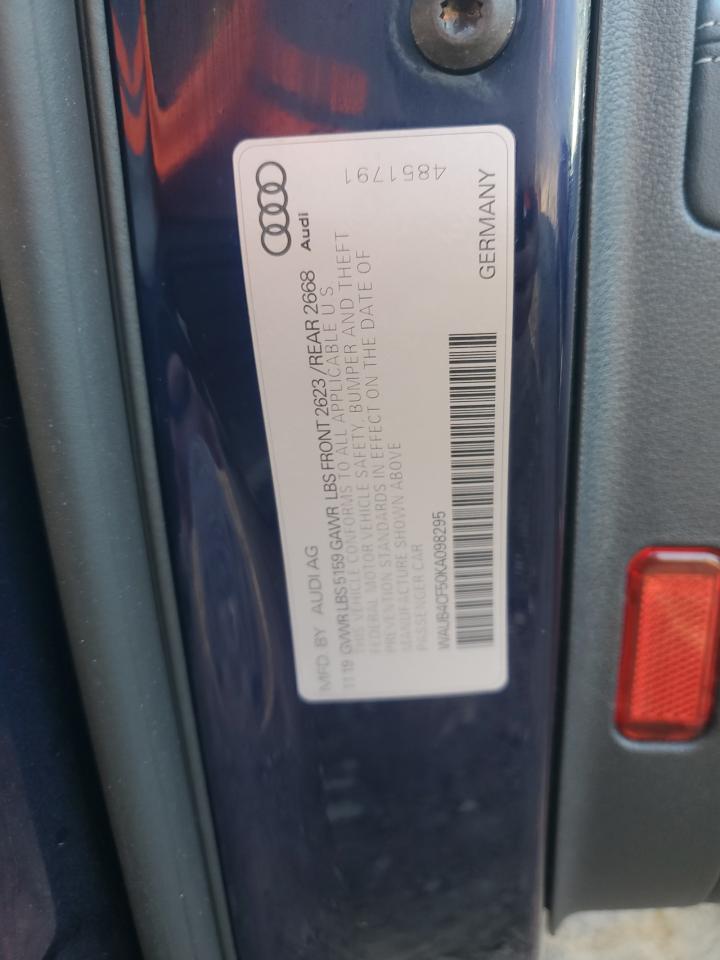 MFD. BY AUDI AG
11 19 GVWR LBS 5159 GAWR LBS FRONT 2623 /REAR 2668
THIS VEHICLE CONFORMS TO ALL APPLICABLE U S
FEDERAL MOTOR VEHICLE SAFETY, BUMPER AND THEFT
PREVENTION STANDARDS IN EFFECT ON THE DATE OF
MANUFACTURE SHOWN ABOVE
PASSENGER CAR
WAUB4CF50KA098295
Audi
4851791
GERMANY